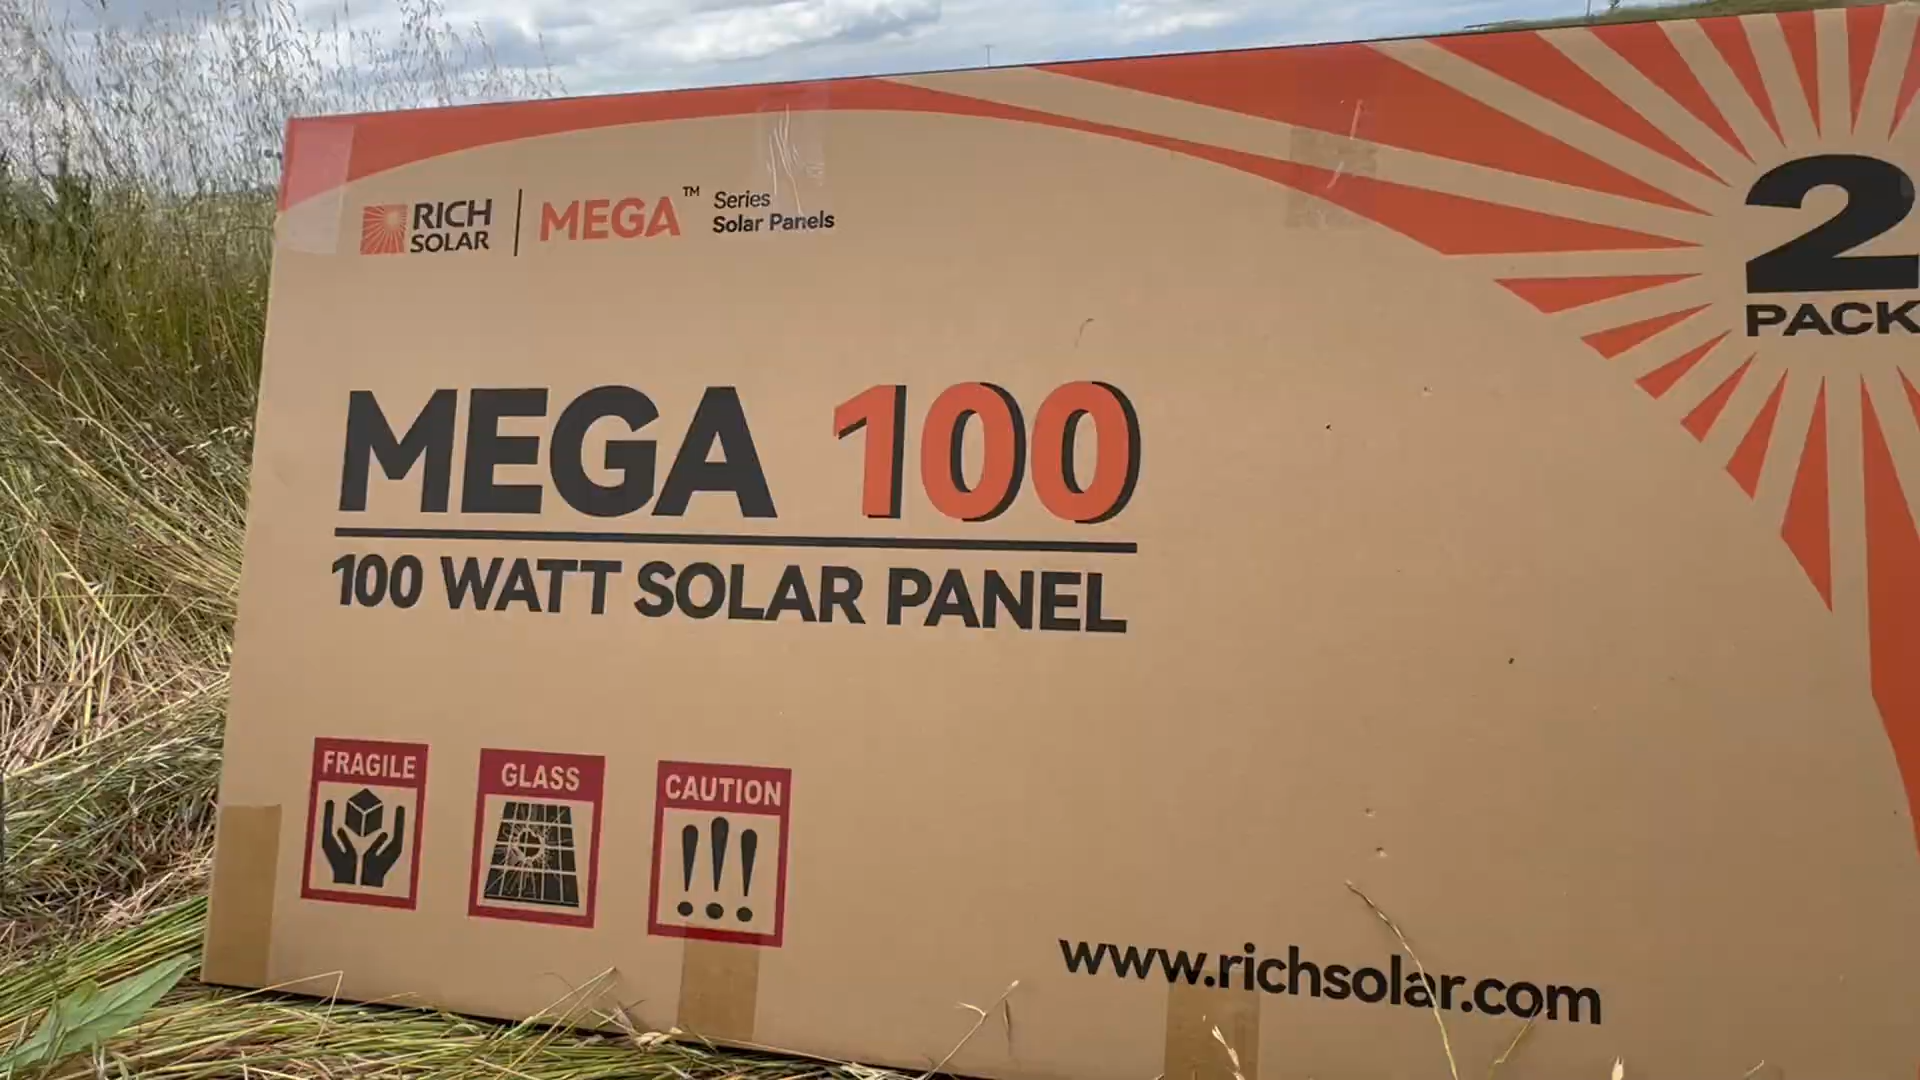 RICH
SOLAR
MEGA™
Series
Solar Panels
2
PACK
MEGA 100
100 WATT SOLAR PANEL
FRAGILE
GLASS
CAUTION
!!!
www.richsolar.com